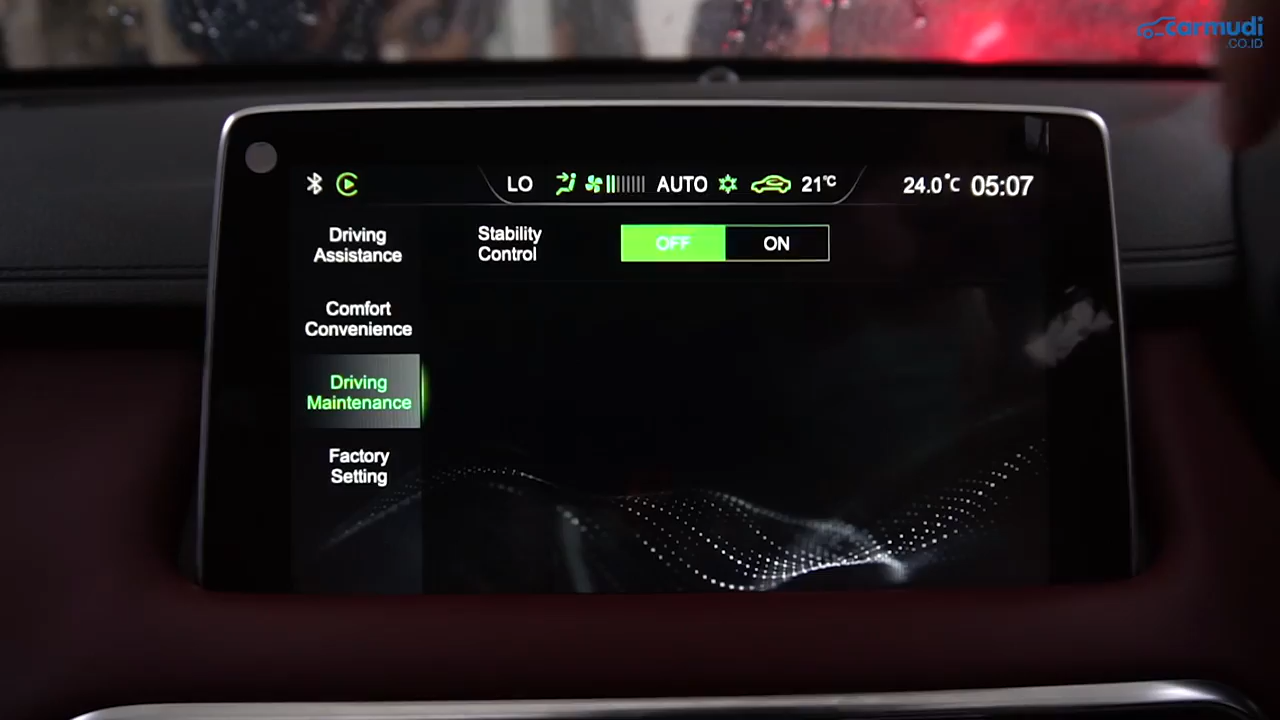 carmudi
.CO.ID
LO AUTO 21°C 24.0°C 05:07
Driving
Assistance
Stability
Control
OFF ON
Comfort
Convenience
Driving
Maintenance
Factory
Setting